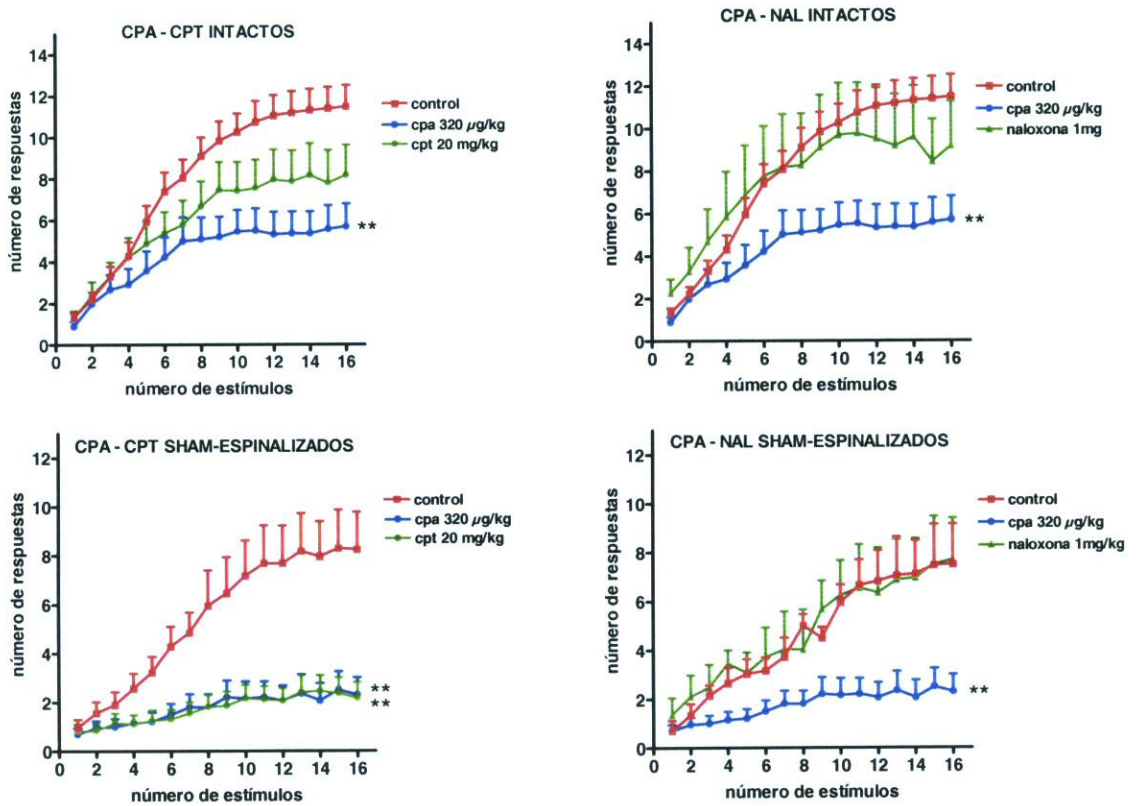 CPA - CPT INTACTOS
número de respuestas
14
12
10
8
6
4
2
0
0 2 4 6 8 10 12 14 16
número de estímulos
control
cpa 320 µg/kg
cpt 20 mg/kg
**
CPA - NAL INTACTOS
número de respuestas
14
12
10
8
6
4
2
0
0 2 4 6 8 10 12 14 16
número de estímulos
control
cpa 320 µg/kg
naloxona 1mg
**
CPA - CPT SHAM-ESPINALIZADOS
número de respuestas
12
10
8
6
4
2
0
0 2 4 6 8 10 12 14 16
número de estímulos
control
cpa 320 µg/kg
cpt 20 mg/kg
**
**
CPA - NAL SHAM-ESPINALIZADOS
número de respuestas
12
10
8
6
4
2
0
0 2 4 6 8 10 12 14 16
número de estímulos
control
cpa 320 µg/kg
naloxona 1mg/kg
**